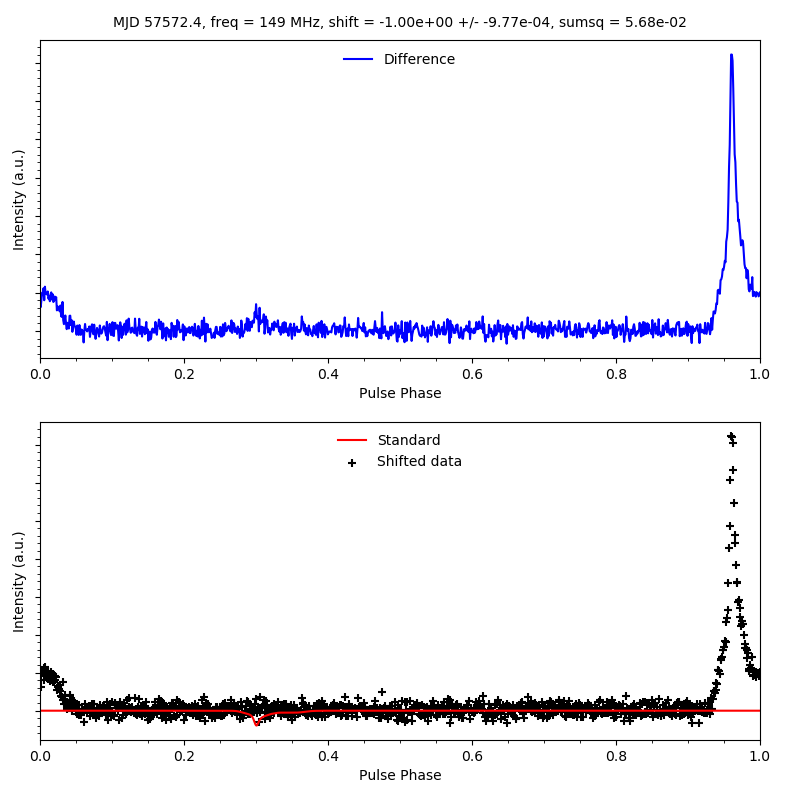 MJD 57572.4, freq = 149 MHz, shift = -1.00e+00 +/- -9.77e-04, sumsq = 5.68e-02
Difference
Intensity (a.u.)
0.0 0.2 0.4 0.6 0.8 1.0
Pulse Phase
Standard
Shifted data
Intensity (a.u.)
0.0 0.2 0.4 0.6 0.8 1.0
Pulse Phase